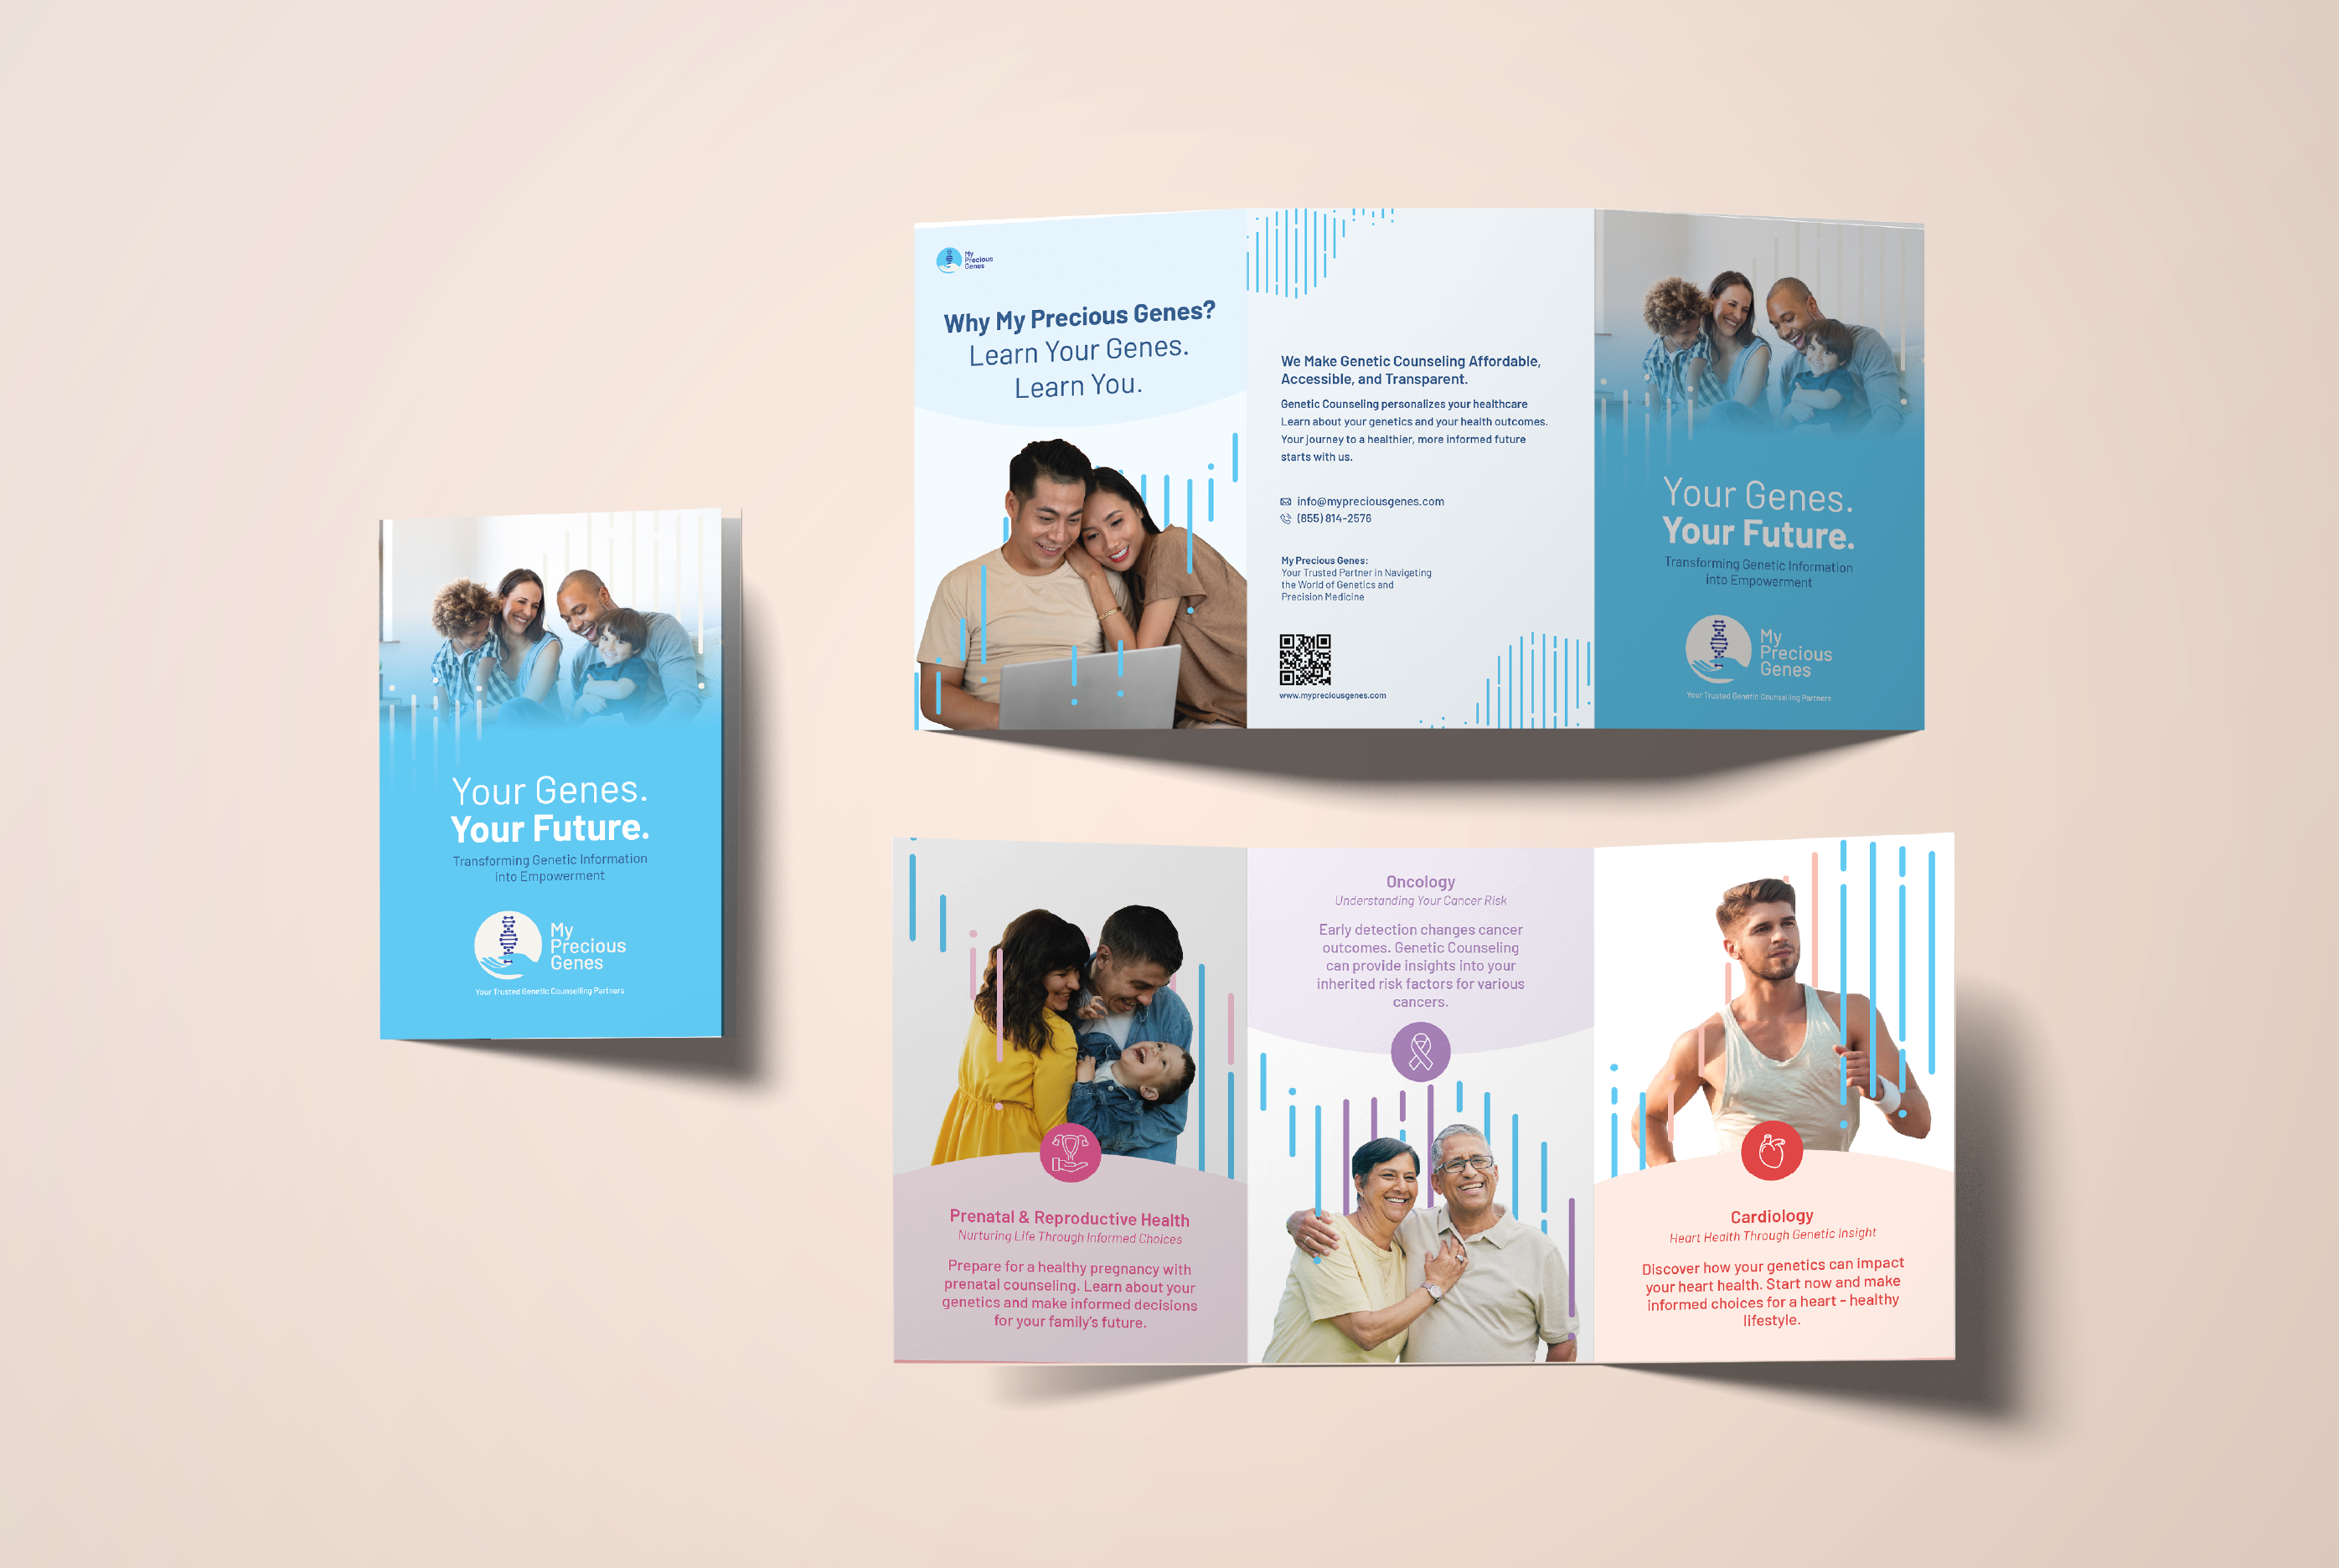 Your Genes.
Your Future.
Transforming Genetic Information
into Empowerment
My
Precious
Genes
Your Trusted Genetic Counselling Partners
My
Precious
Genes
Why My Precious Genes?
Learn Your Genes.
Learn You.
We Make Genetic Counseling Affordable,
Accessible, and Transparent.
Genetic Counseling personalizes your healthcare
Learn about your genetics and your health outcomes.
Your journey to a healthier, more informed future
starts with us.
info@mypreciousgenes.com
(855) 814-2576
My Precious Genes:
Your Trusted Partner in Navigating
the World of Genetics and
Precision Medicine
www.mypreciousgenes.com
Your Genes.
Your Future.
Transforming Genetic Information
into Empowerment
My
Precious
Genes
Your Trusted Genetic Counselling Partners
Prenatal & Reproductive Health
Nurturing Life Through Informed Choices
Prepare for a healthy pregnancy with
prenatal counseling. Learn about your
genetics and make informed decisions
for your family's future.
Oncology
Understanding Your Cancer Risk
Early detection changes cancer
outcomes. Genetic Counseling
can provide insights into your
inherited risk factors for various
cancers.
Cardiology
Heart Health Through Genetic Insight
Discover how your genetics can impact
your heart health. Start now and make
informed choices for a heart - healthy
lifestyle.